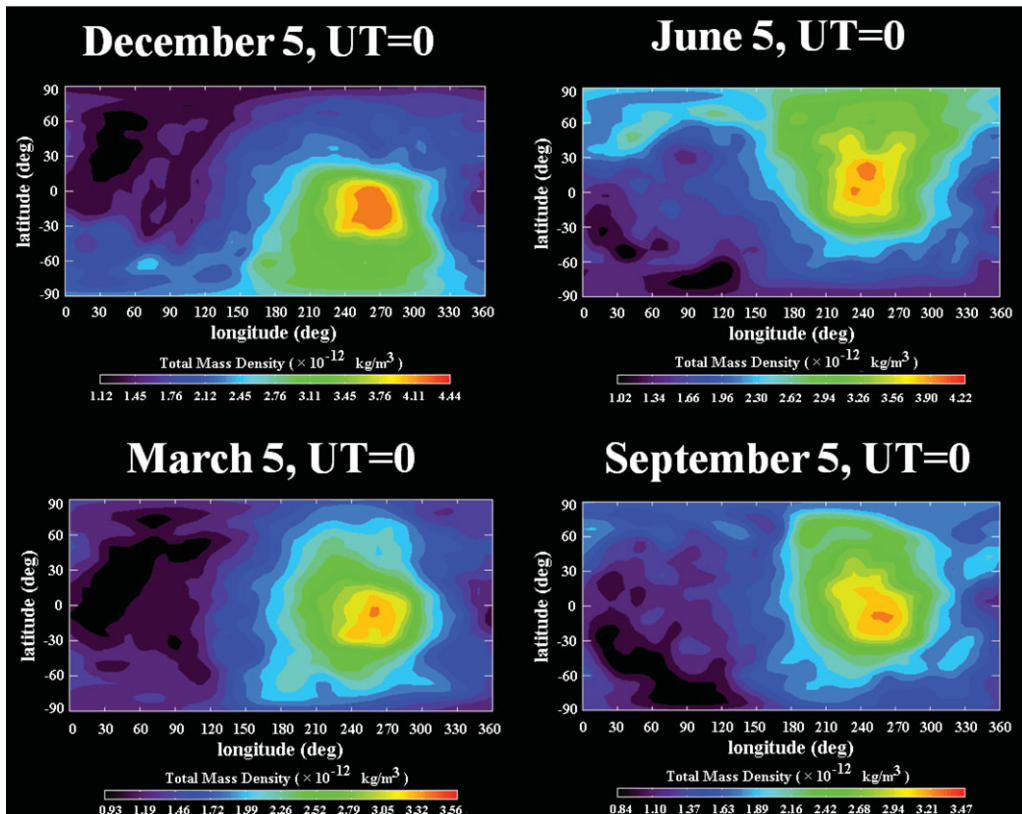 December 5, UT=0
90
60
30
0
-30
-60
-90
latitude (deg)
0 30 60 90 120 150 180 210 240 270 300 330 360
longitude (deg)
Total Mass Density ( × 10⁻¹² kg/m³ )
1.12 1.45 1.76 2.12 2.45 2.76 3.11 3.45 3.76 4.11 4.44
June 5, UT=0
90
60
30
0
-30
-60
-90
latitude (deg)
0 30 60 90 120 150 180 210 240 270 300 330 360
longitude (deg)
Total Mass Density ( × 10⁻¹² kg/m³ )
1.02 1.34 1.66 1.96 2.30 2.62 2.94 3.26 3.56 3.90 4.22
March 5, UT=0
90
60
30
0
-30
-60
-90
latitude (deg)
0 30 60 90 120 150 180 210 240 270 300 330 360
longitude (deg)
Total Mass Density ( × 10⁻¹² kg/m³ )
0.93 1.19 1.46 1.72 1.99 2.26 2.52 2.79 3.05 3.32 3.56
September 5, UT=0
90
60
30
0
-30
-60
-90
latitude (deg)
0 30 60 90 120 150 180 210 240 270 300 330 360
longitude (deg)
Total Mass Density ( × 10⁻¹² kg/m³ )
0.84 1.10 1.37 1.63 1.89 2.16 2.42 2.68 2.94 3.21 3.47